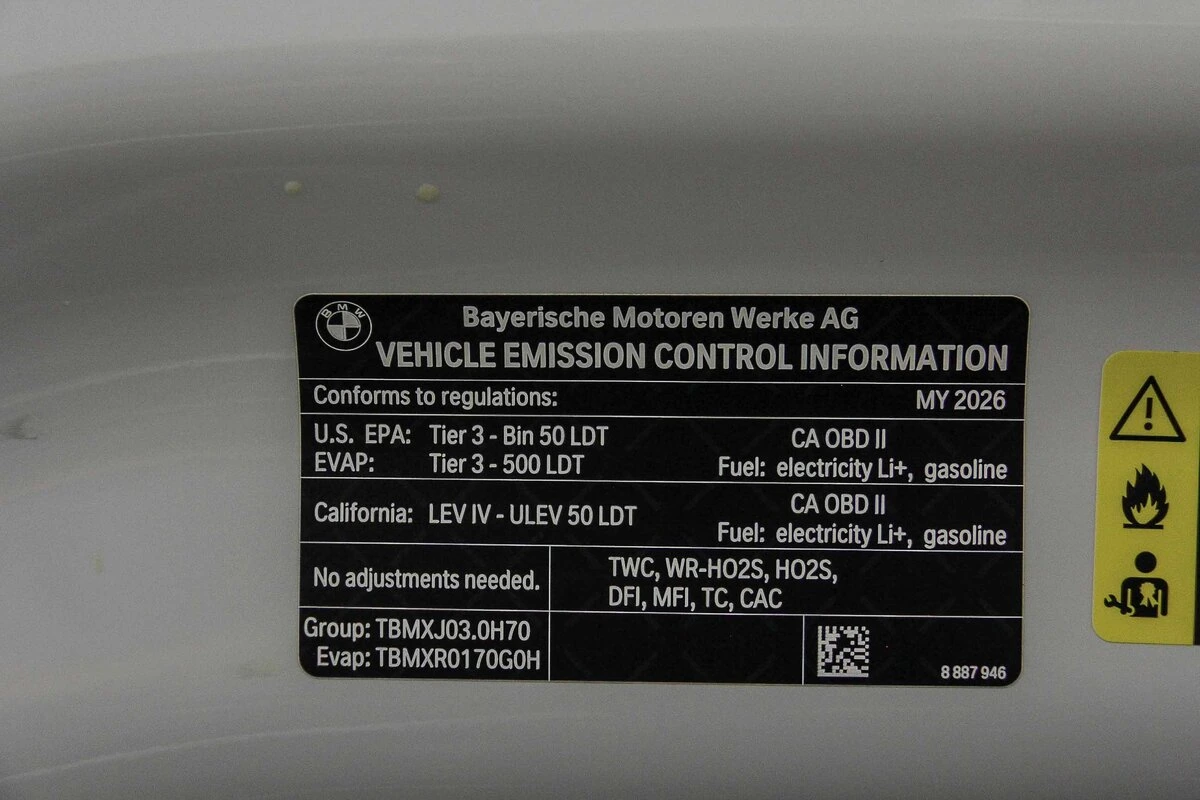 BMW
Bayerische Motoren Werke AG
VEHICLE EMISSION CONTROL INFORMATION
Conforms to regulations: MY 2026
U.S. EPA: Tier 3 - Bin 50 LDT CA OBD II
EVAP: Tier 3 - 500 LDT Fuel: electricity Li+, gasoline
California: LEV IV - ULEV 50 LDT CA OBD II
Fuel: electricity Li+, gasoline
No adjustments needed. TWC, WR-HO2S, HO2S,
DFI, MFI, TC, CAC
Group: TBMXJ03.0H70
Evap: TBMXR0170G0H
8 887 946